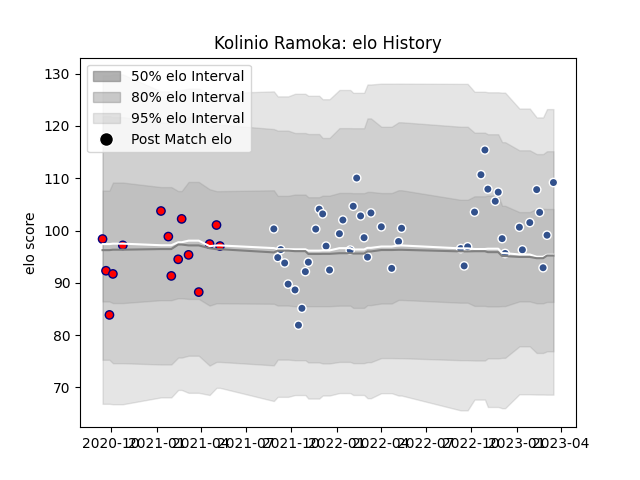 Kolinio Ramoka: elo History
50% elo Interval
80% elo Interval
95% elo Interval
Post Match elo
elo score
130
120
110
100
90
80
70
2020-10 2021-01 2021-04 2021-07 2021-10 2022-01 2022-04 2022-07 2022-10 2023-01 2023-04